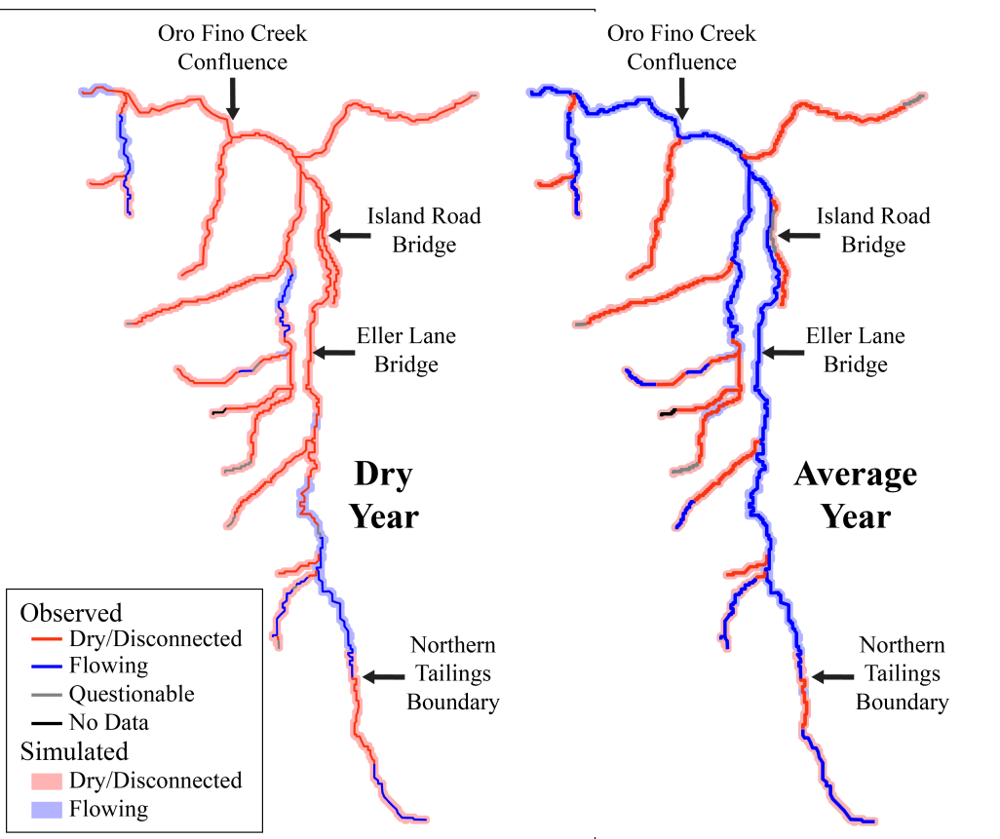 Oro Fino Creek
Confluence
Oro Fino Creek
Confluence
Island Road
Bridge
Island Road
Bridge
Eller Lane
Bridge
Eller Lane
Bridge
Dry
Year
Average
Year
Northern
Tailings
Boundary
Northern
Tailings
Boundary
Observed
Dry/Disconnected
Flowing
Questionable
No Data
Simulated
Dry/Disconnected
Flowing